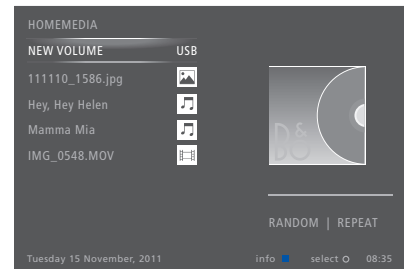 HOMEMEDIA
NEW VOLUME USB
111110_1586.jpg
Hey, Hey Helen
Mamma Mia
IMG_0548.MOV
B&O
RANDOM | REPEAT
Tuesday 15 November, 2011 info select 08:35